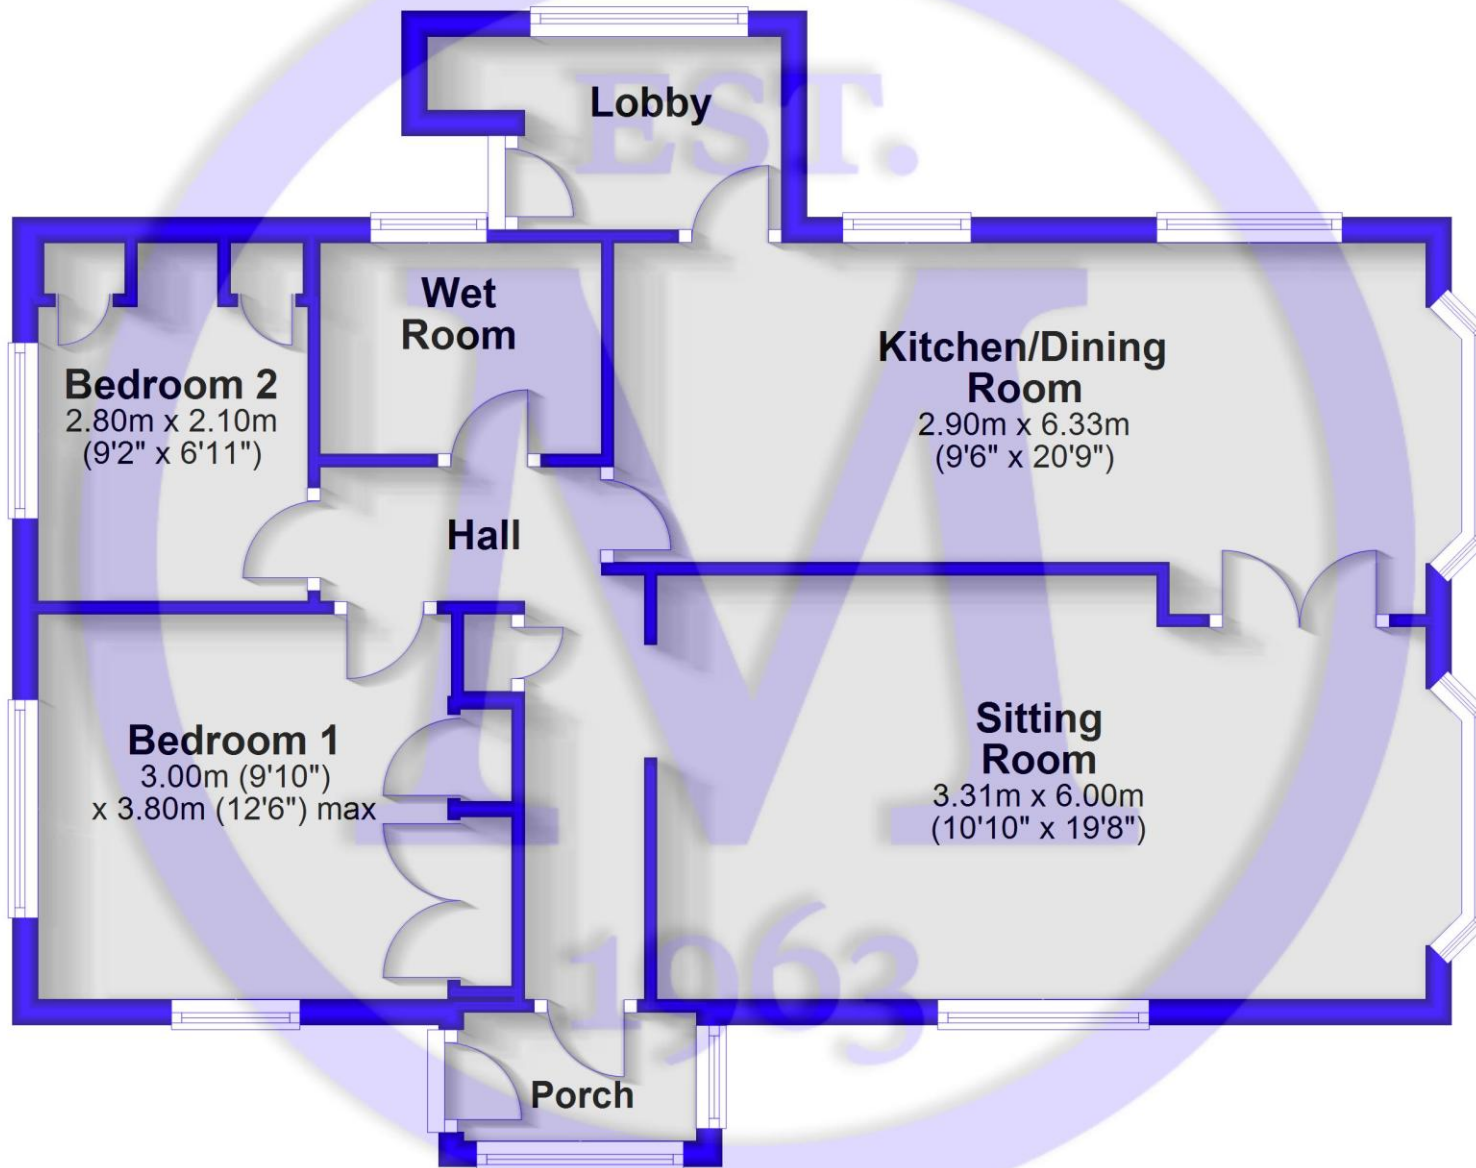 Lobby
EST.
Wet
Room
Kitchen/Dining
Room
2.90m x 6.33m
(9'6" x 20'9")
Bedroom 2
2.80m x 2.10m
(9'2" x 6'11")
Hall
M
Bedroom 1
3.00m (9'10")
x 3.80m (12'6") max
Sitting
Room
3.31m x 6.00m
(10'10" x 19'8")
1963
Porch